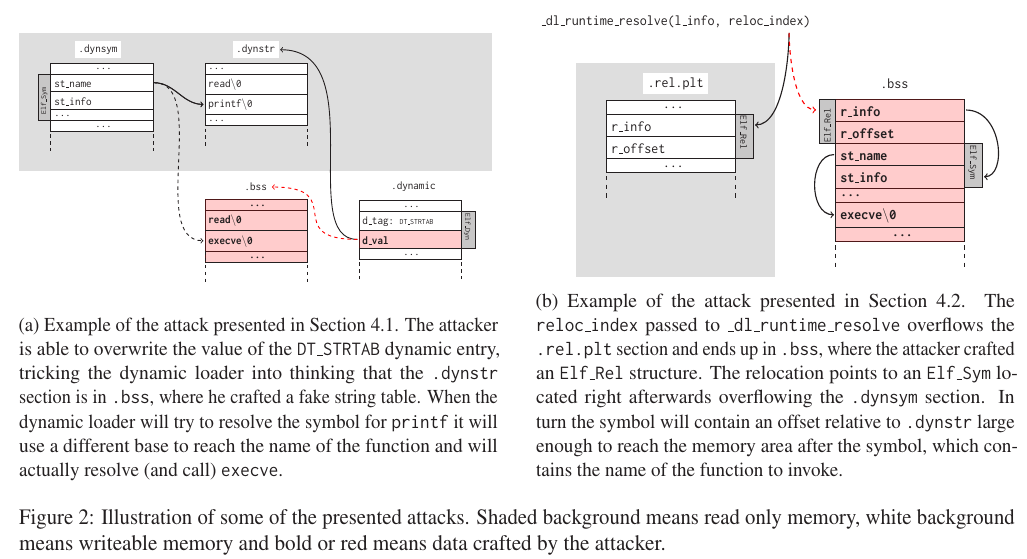 .dynsym
...
st_name
st_info
...
...
Elf_Sym
.dynstr
...
read\0
printf\0
...
.bss
...
read\0
execve\0
...
.dynamic
...
d_tag: DT_STRTAB
d_val
...
Elf_Dyn
(a) Example of the attack presented in Section 4.1. The attacker
is able to overwrite the value of the DT_STRTAB dynamic entry,
tricking the dynamic loader into thinking that the .dynstr
section is in .bss, where he crafted a fake string table. When the
dynamic loader will try to resolve the symbol for printf it will
use a different base to reach the name of the function and will
actually resolve (and call) execve.
_dl_runtime_resolve(l_info, reloc_index)
.rel.plt
...
r_info
r_offset
...
Elf_Rel
.bss
Elf_Rel
r_info
r_offset
st_name
st_info
...
execve\0
...
Elf_Sym
(b) Example of the attack presented in Section 4.2. The
reloc_index passed to _dl_runtime_resolve overflows the
.rel.plt section and ends up in .bss, where the attacker crafted
an Elf_Rel structure. The relocation points to an Elf_Sym lo-
cated right afterwards overflowing the .dynsym section. In
turn the symbol will contain an offset relative to .dynstr large
enough to reach the memory area after the symbol, which con-
tains the name of the function to invoke.
Figure 2: Illustration of some of the presented attacks. Shaded background means read only memory, white background
means writeable memory and bold or red means data crafted by the attacker.